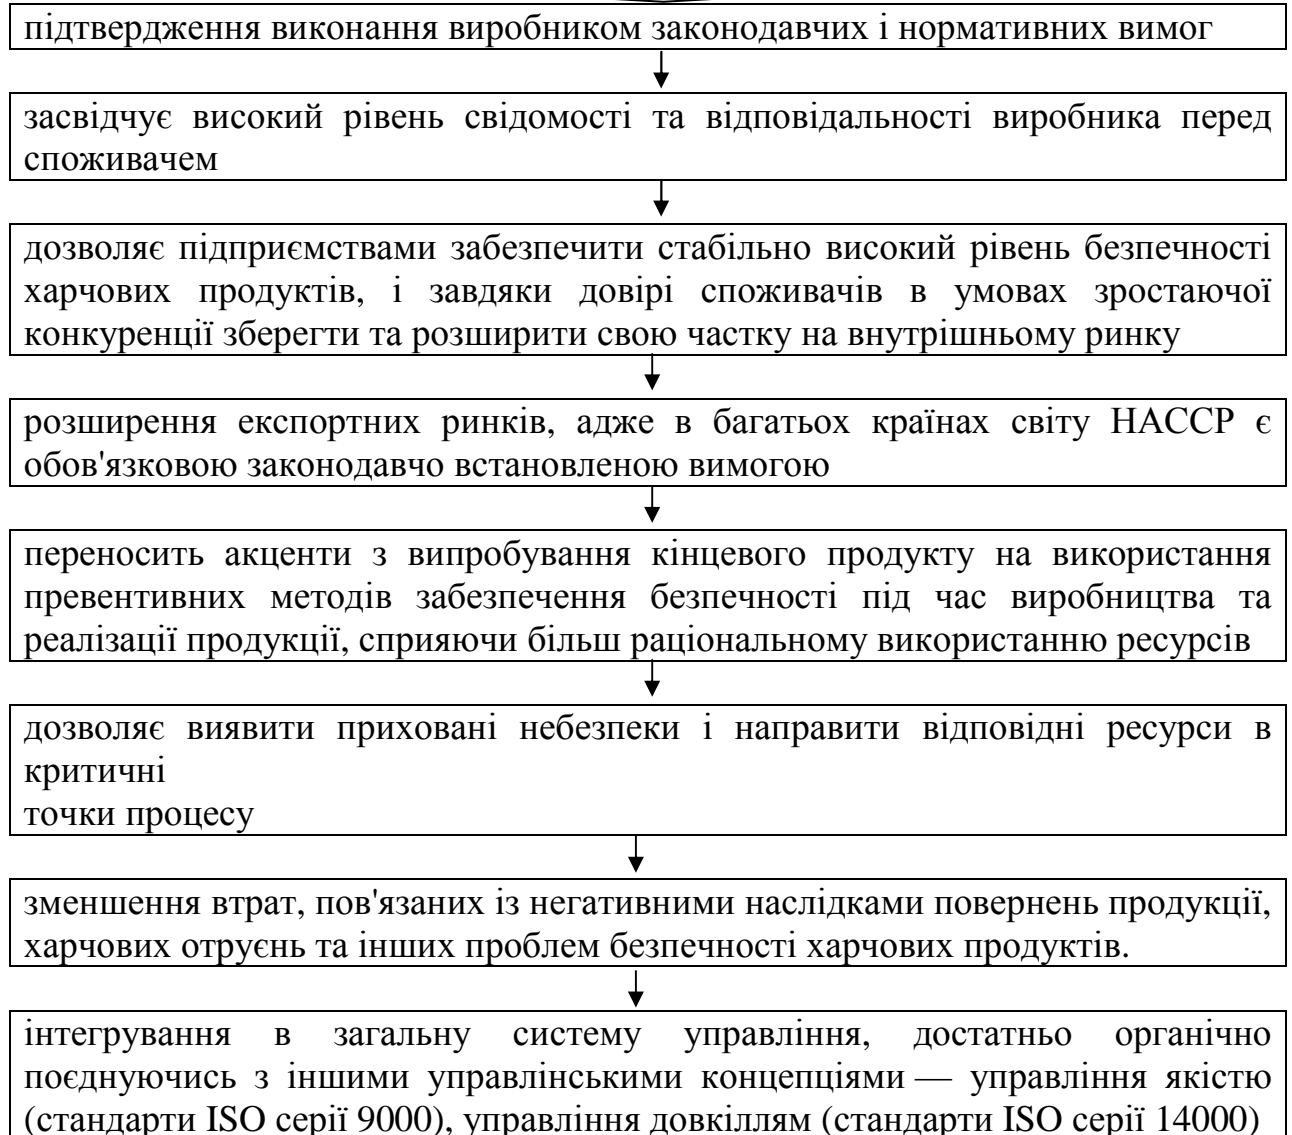 підтвердження виконання виробником законодавчих і нормативних вимог
засвідчує високий рівень свідомості та відповідальності виробника перед
споживачем
дозволяє підприємствами забезпечити стабільно високий рівень безпечності
харчових продуктів, і завдяки довірі споживачів в умовах зростаючої
конкуренції зберегти та розширити свою частку на внутрішньому ринку
розширення експортних ринків, адже в багатьох країнах світу НАССР є
обов'язковою законодавчо встановленою вимогою
переносить акценти з випробування кінцевого продукту на використання
превентивних методів забезпечення безпечності під час виробництва та
реалізації продукції, сприяючи більш раціональному використанню ресурсів
дозволяє виявити приховані небезпеки і направити відповідні ресурси в
критичні
точки процесу
зменшення втрат, пов'язаних із негативними наслідками повернень продукції,
харчових отруєнь та інших проблем безпечності харчових продуктів.
інтегрування в загальну систему управління, достатньо органічно
поєднуючись з іншими управлінськими концепціями — управління якістю
(стандарти ISO серії 9000), управління довкіллям (стандарти ISO серії 14000)